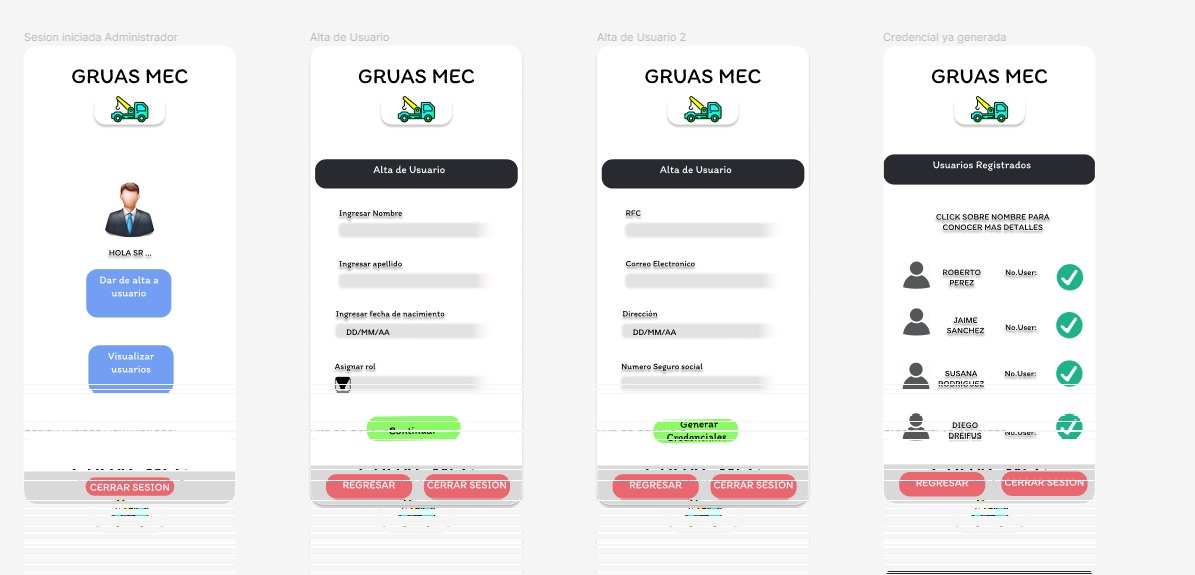 Sesion iniciada Administrador
GRUAS MEC
HOLA SR ...
Dar de alta a
usuario
Visualizar
usuarios
CERRAR SESION
Alta de Usuario
GRUAS MEC
Alta de Usuario
Ingresar Nombre
Ingresar apellido
Ingresar fecha de nacimiento
DD/MM/AA
Asignar rol
Continuar
REGRESAR
CERRAR SESION
Alta de Usuario 2
GRUAS MEC
Alta de Usuario
RFC
Correo Electronico
Dirección
DD/MM/AA
Numero Seguro social
Generar
Credenciales
REGRESAR
CERRAR SESION
Credencial ya generada
GRUAS MEC
Usuarios Registrados
CLICK SOBRE NOMBRE PARA
CONOCER MAS DETALLES
ROBERTO
PEREZ
No.User:
JAIME
SANCHEZ
No.User:
SUSANA
RODRIGUEZ
No.User:
DIEGO
DREIFUS
No.User:
REGRESAR
CERRAR SESION